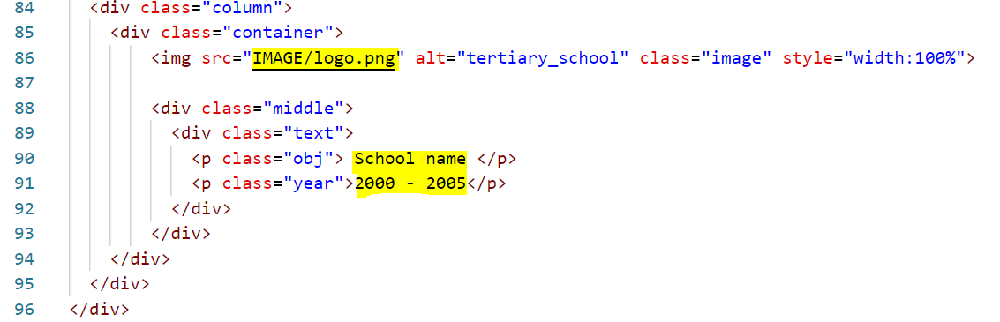 84 <div class="column">
85 <div class="container">
86 <img src="IMAGE/logo.png" alt="tertiary_school" class="image" style="width:100%">
87
88 <div class="middle">
89 <div class="text">
90 <p class="obj"> School name </p>
91 <p class="year">2000 - 2005</p>
92 </div>
93 </div>
94 </div>
95 </div>
96 </div>